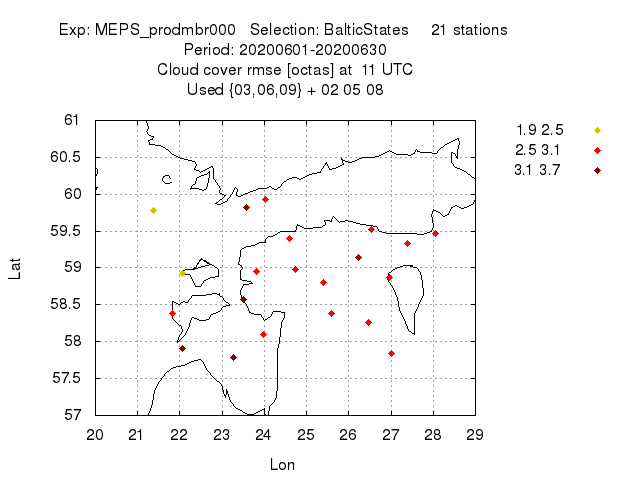 Exp: MEPS_prodmbr000 Selection: BalticStates 21 stations
Period: 20200601-20200630
Cloud cover rmse [octas] at 11 UTC
Used {03,06,09} + 02 05 08
1.9 2.5
2.5 3.1
3.1 3.7
61
60.5
60
59.5
59
58.5
58
57.5
57
Lat
20 21 22 23 24 25 26 27 28 29
Lon